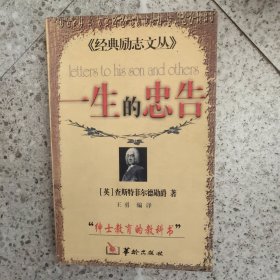 《经典励志文丛》
letters to his son and others
一生的忠告
[英]查斯特菲尔德勋爵 著
王勇 编译
“绅士教育的教科书”
华龄出版社